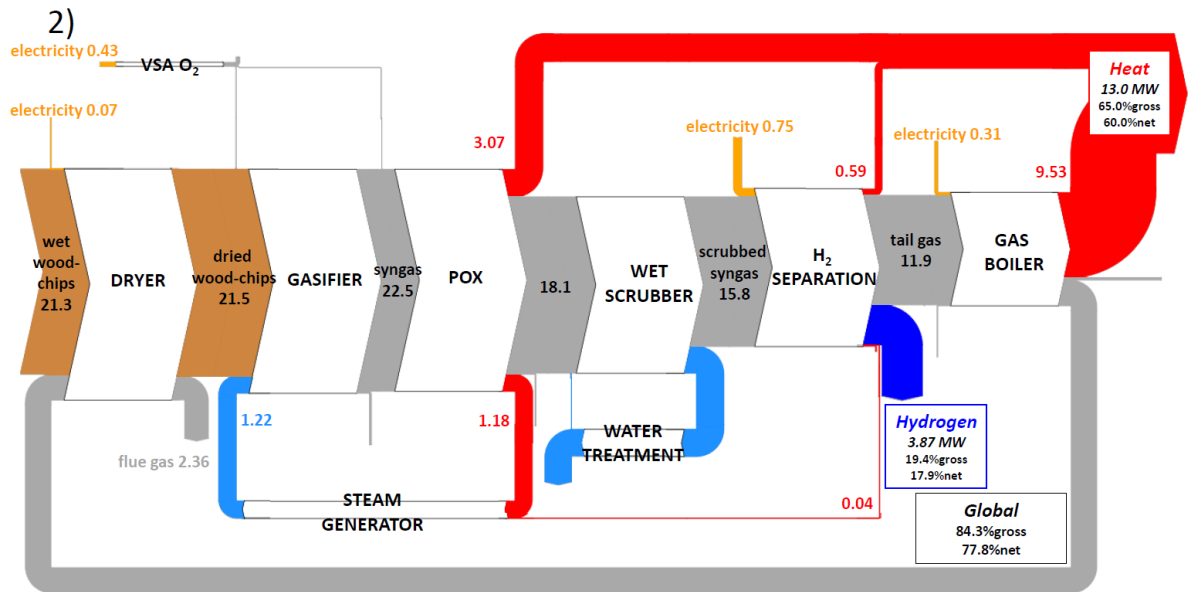 2)
electricity 0.43
VSA O₂
electricity 0.07
3.07
electricity 0.75
0.59
electricity 0.31
9.53
Heat
13.0 MW
65.0%gross
60.0%net
wet
wood-
chips
21.3
DRYER
dried
wood-chips
21.5
GASIFIER
syngas
22.5
POX
18.1
WET
SCRUBBER
scrubbed
syngas
15.8
H₂
SEPARATION
tail gas
11.9
GAS
BOILER
1.22
1.18
flue gas 2.36
WATER
TREATMENT
STEAM
GENERATOR
0.04
Hydrogen
3.87 MW
19.4%gross
17.9%net
Global
84.3%gross
77.8%net